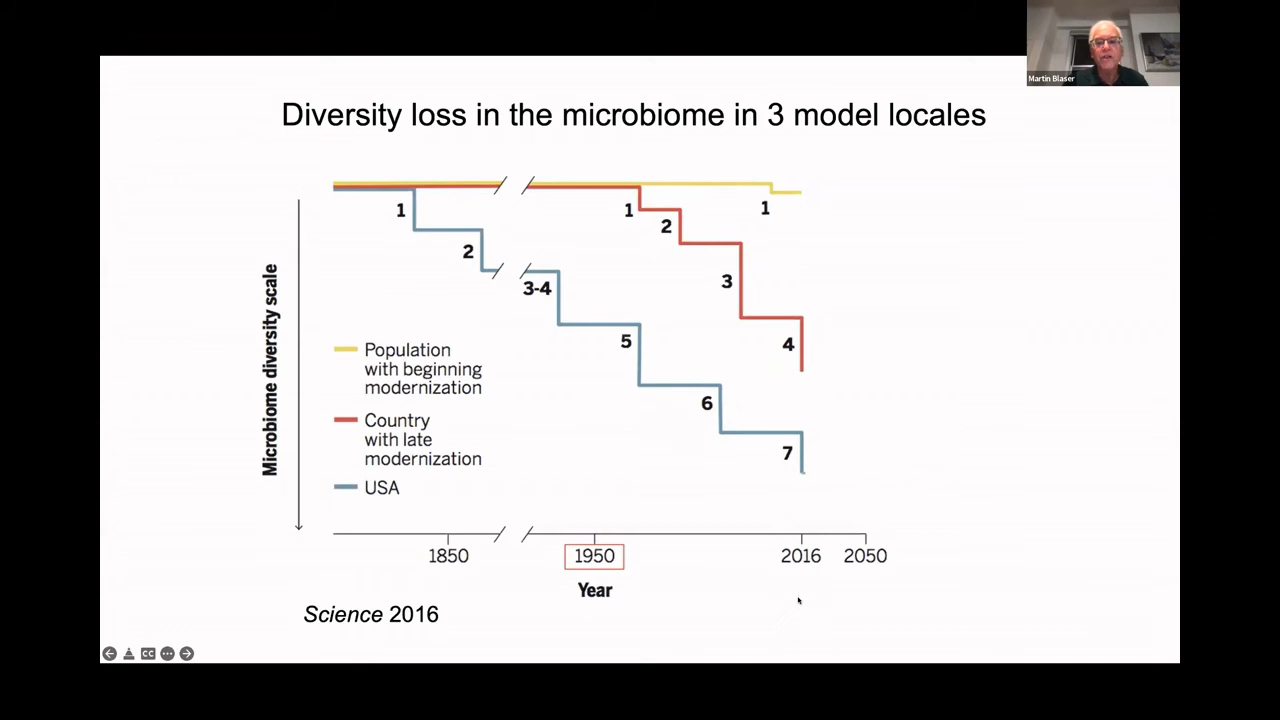 Martin Blaser
Diversity loss in the microbiome in 3 model locales
Microbiome diversity scale
1
2
3-4
5
6
7
1
2
3
4
1
Population
with beginning
modernization
Country
with late
modernization
USA
1850
1950
2016
2050
Year
Science 2016
CC